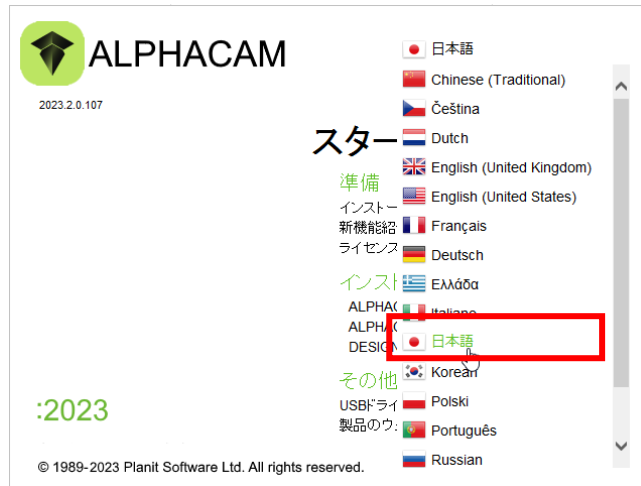 ALPHACAM
2023.2.0.107
日本語
Chinese (Traditional)
Čeština
Dutch
English (United Kingdom)
English (United States)
Français
Deutsch
Ελλάδα
Italiano
日本語
Korean
Polski
Português
Russian
スター
準備
インストー
新機能紹
ライセンス
インスト
ALPHAC
ALPHAC
DESIGN
その他
USBドライ
製品のウ
:2023
© 1989-2023 Planit Software Ltd. All rights reserved.